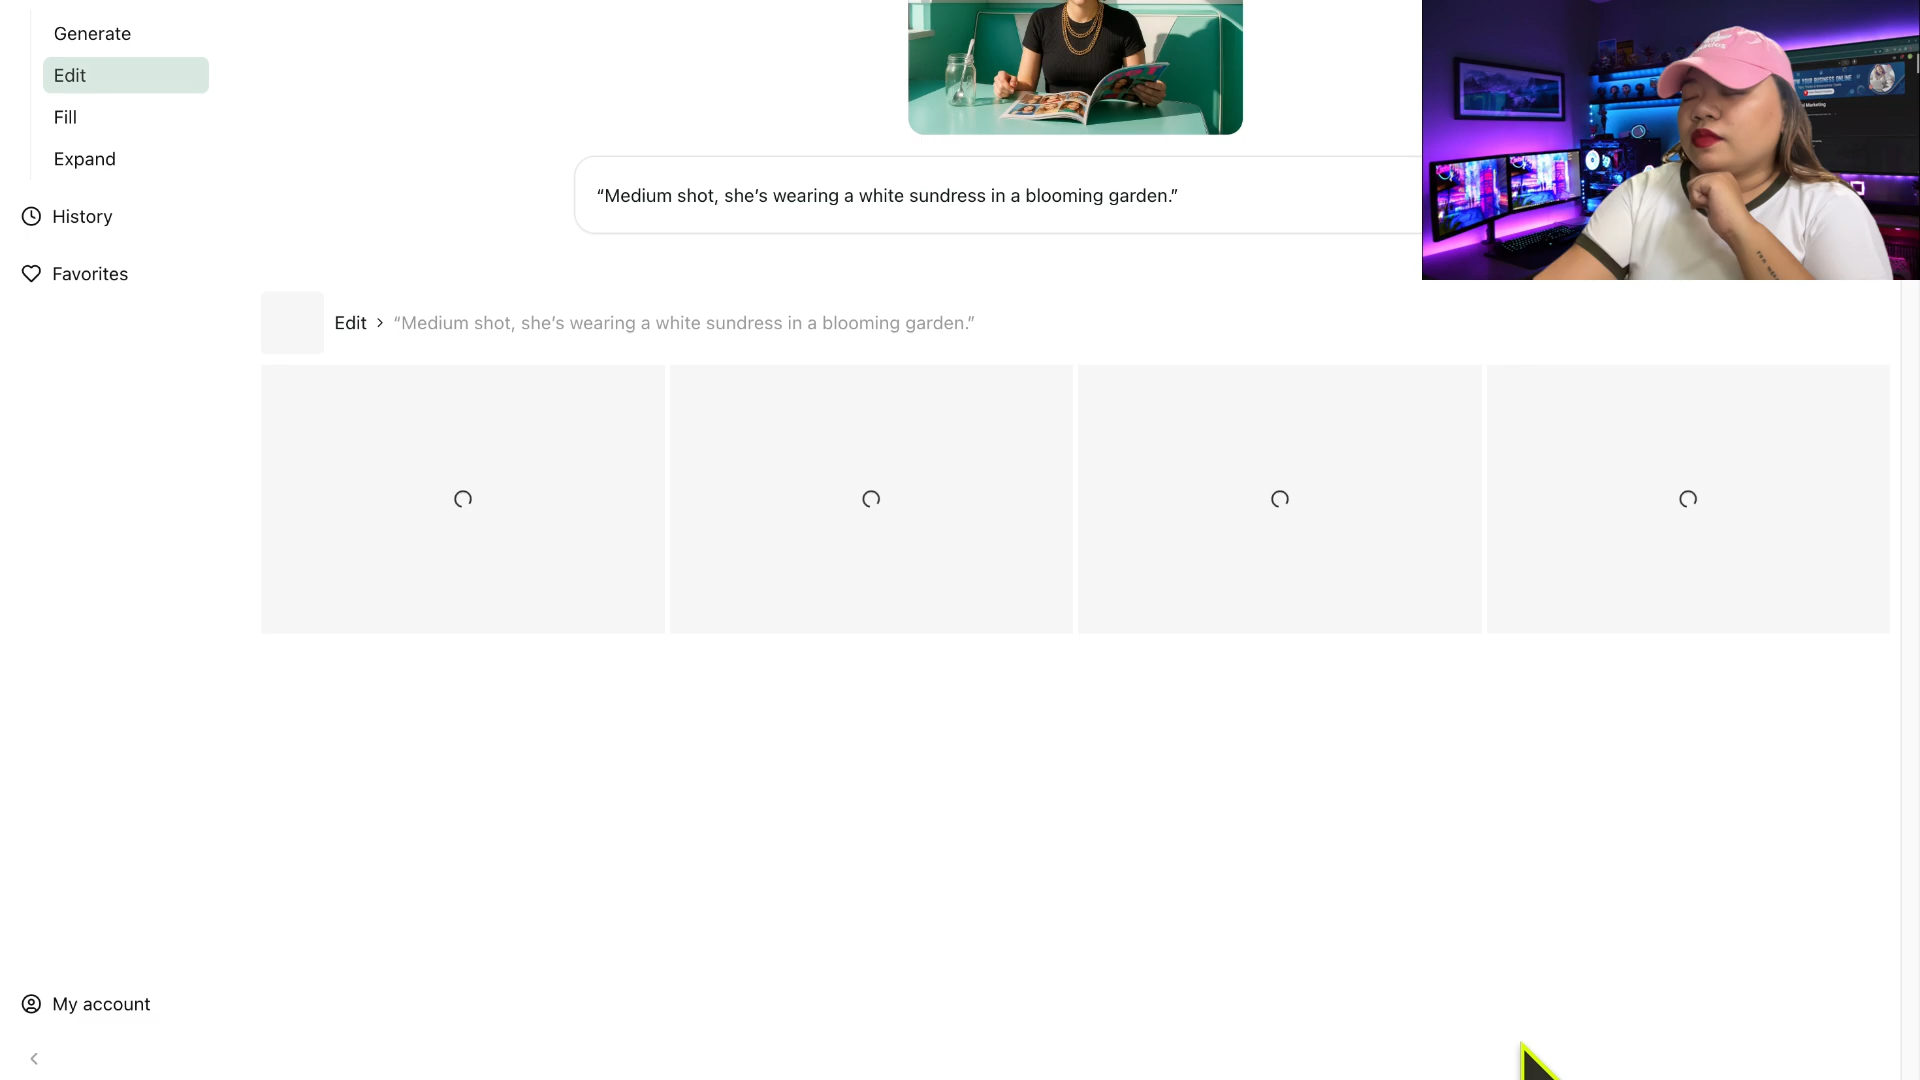 Generate
Edit
Fill
Expand
History
Favorites
“Medium shot, she’s wearing a white sundress in a blooming garden.”
Edit > “Medium shot, she’s wearing a white sundress in a blooming garden.”
My account